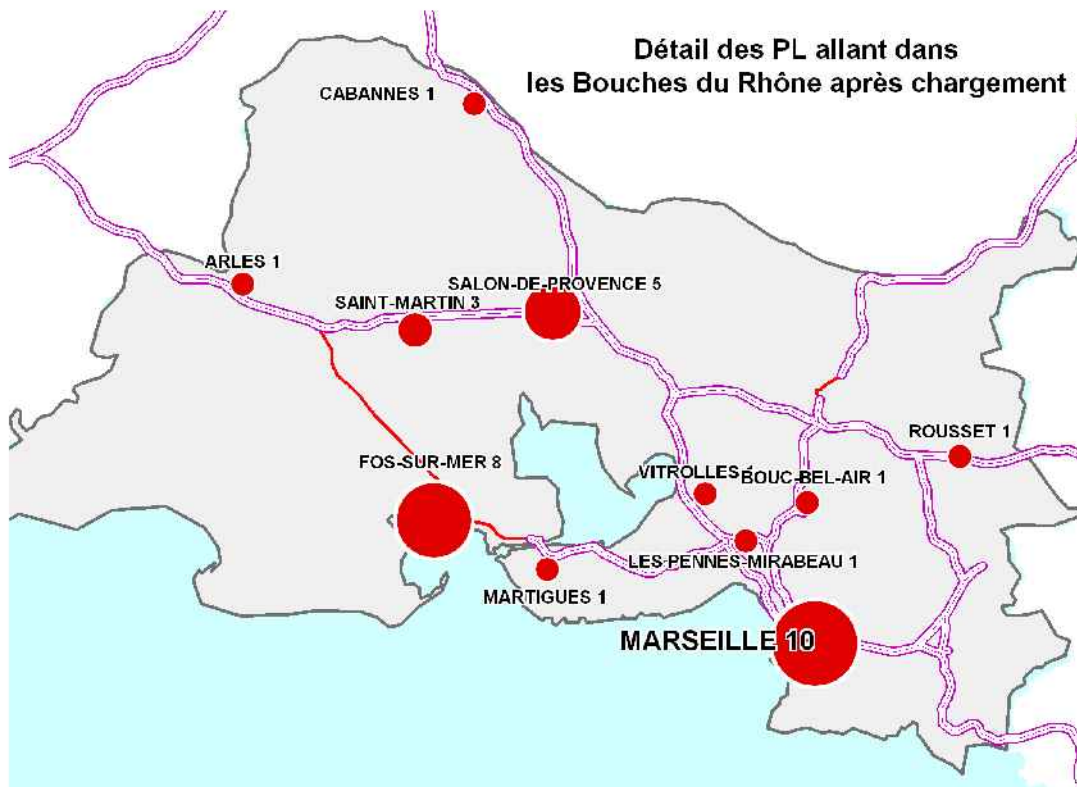 Détail des PL allant dans
les Bouches du Rhône après chargement
CABANNES 1
ARLES 1
SALON-DE-PROVENCE 5
SAINT-MARTIN 3
ROUSSET 1
FOS-SUR-MER 8
VITROLLES
BOUC-BEL-AIR 1
LES-PENNES-MIRABEAU 1
MARTIGUES 1
MARSEILLE 10